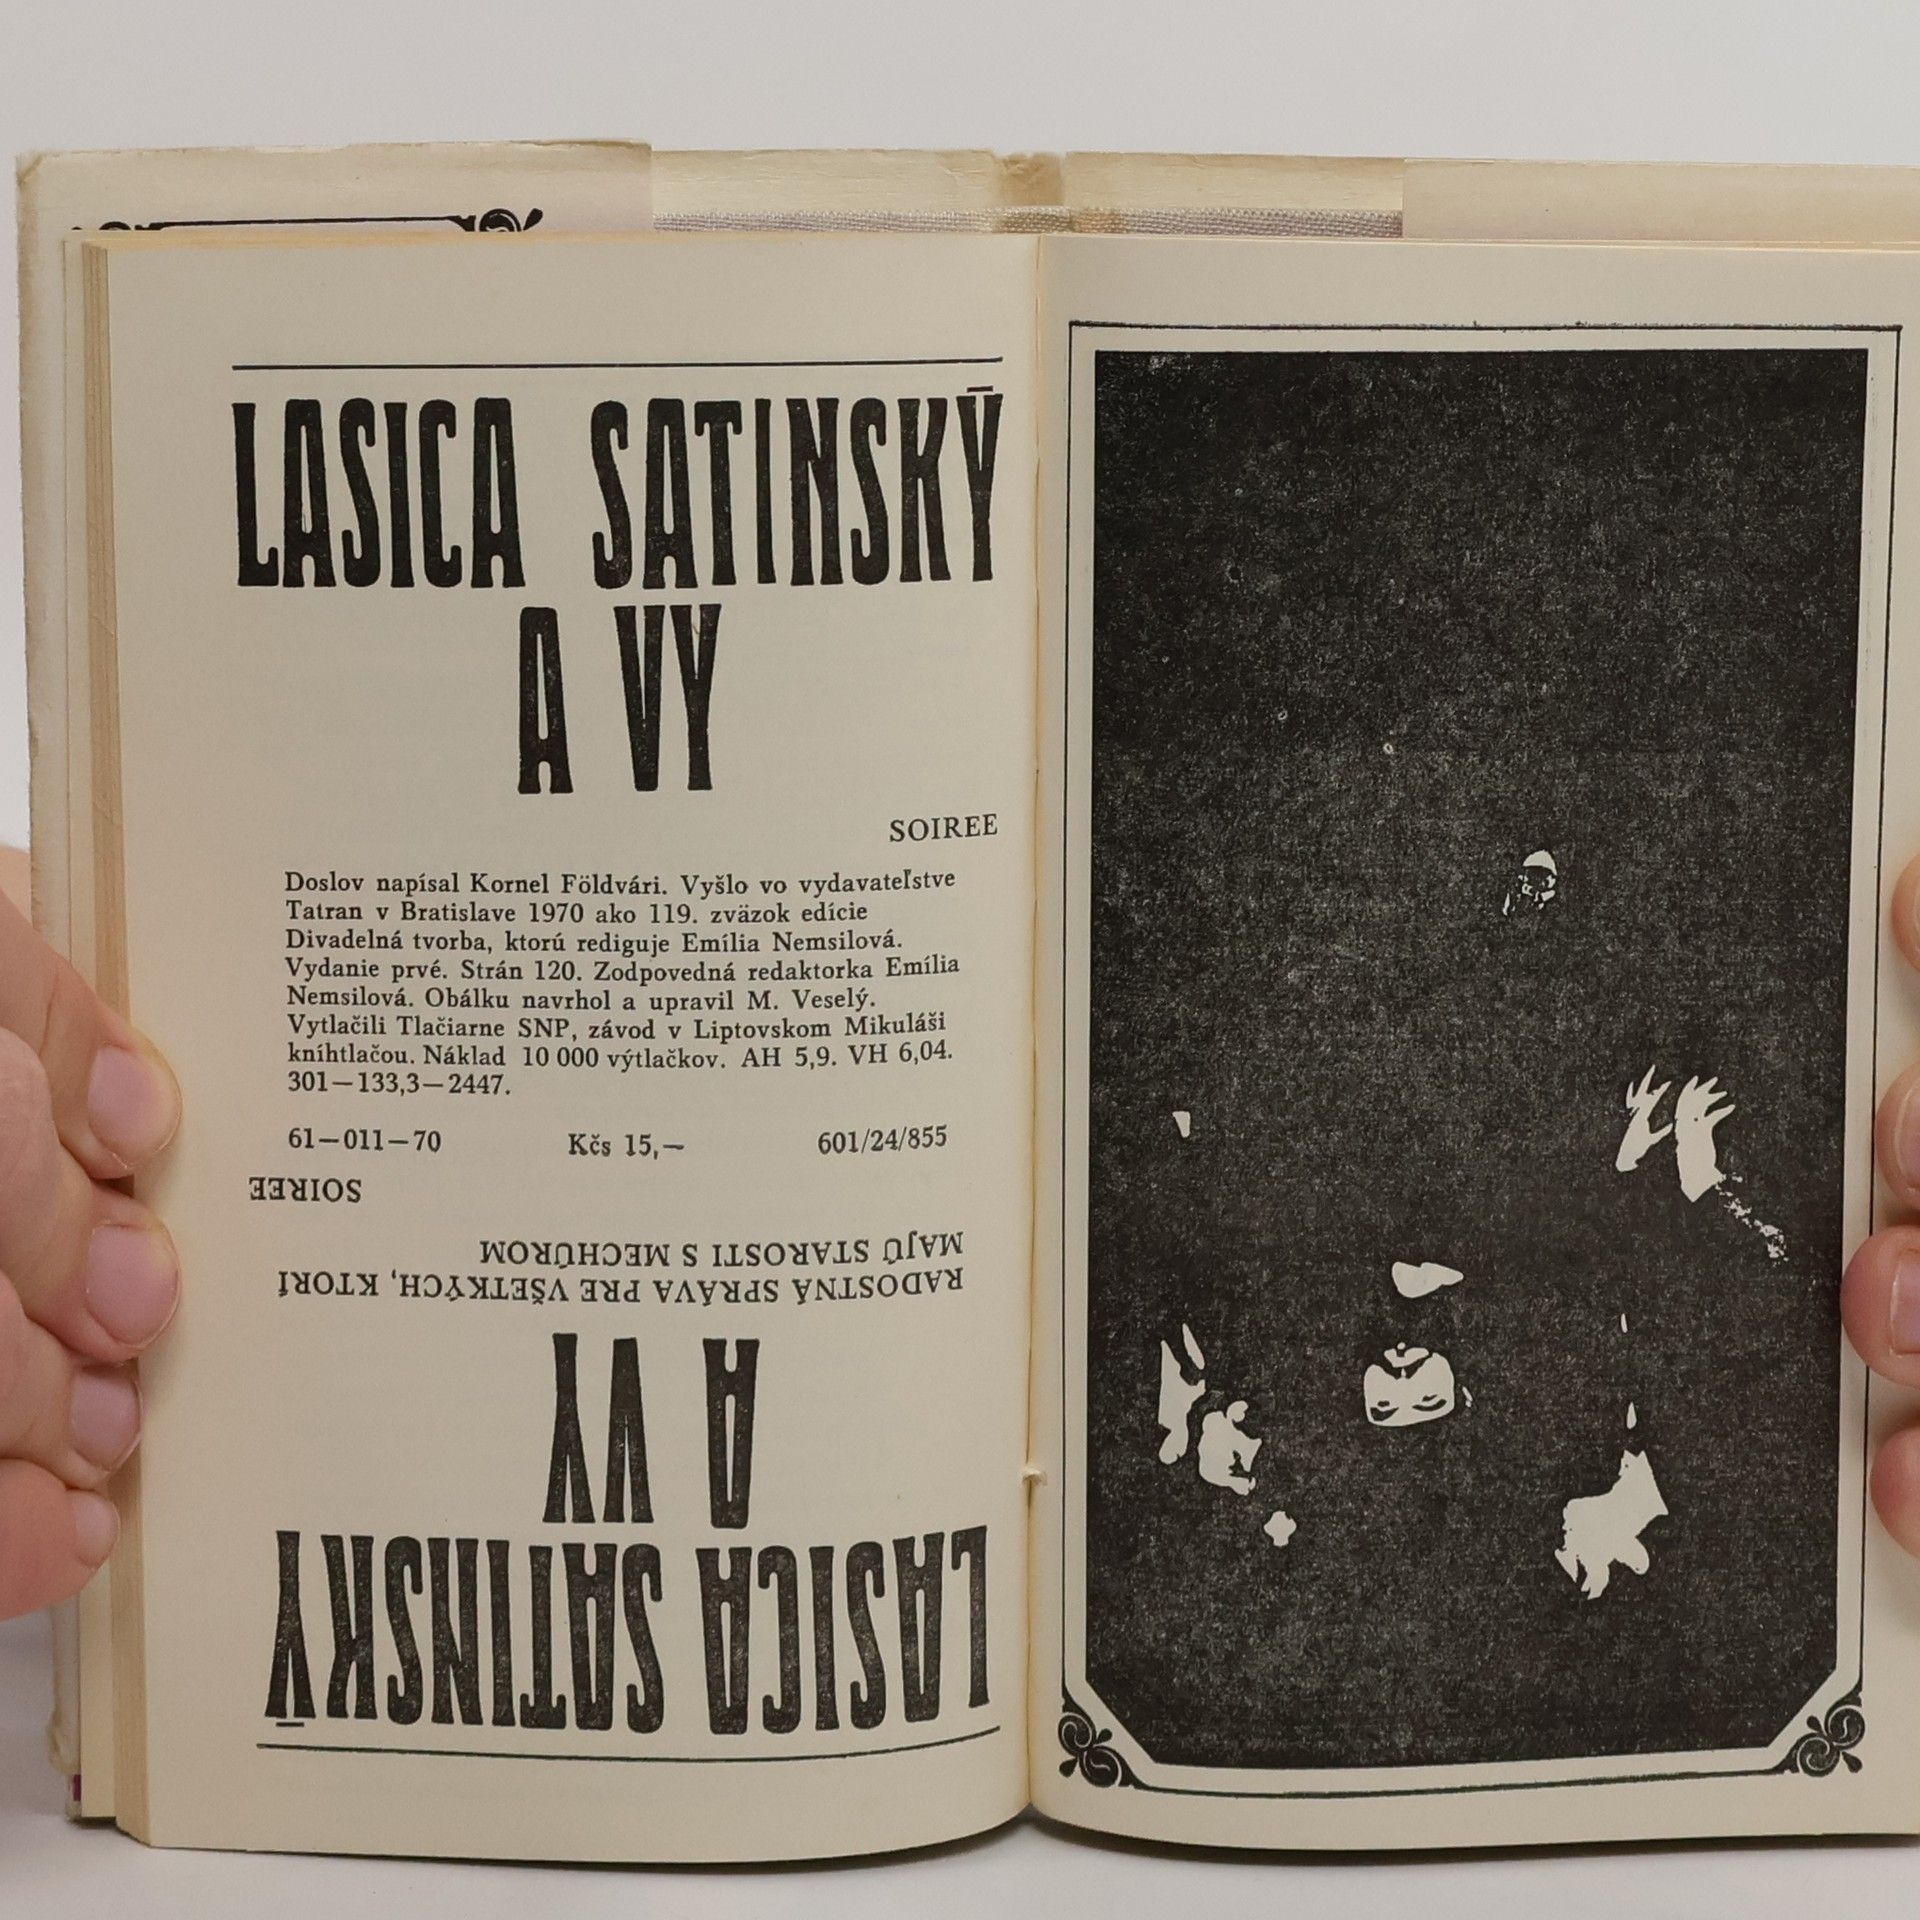 LASICA SATINSKÝ
A VY
SOIREE
Doslov napísal Kornel Földvári. Vyšlo vo vydavateľstve
Tatran v Bratislave 1970 ako 119. zväzok edície
Divadelná tvorba, ktorú rediguje Emília Nemsilová.
Vydanie prvé. Strán 120. Zodpovedná redaktorka Emília
Nemsilová. Obálku navrhol a upravil M. Veselý.
Vytlačili Tlačiarne SNP, závod v Liptovskom Mikuláši
kníhtlačou. Náklad 10 000 výtlačkov. AH 5,9. VH 6,04.
301—133,3—2447.
61—011—70 Kčs 15,— 601/24/855
LASICA SATINSKÝ
A VY
RADOSTNÁ SPRÁVA PRE VŠETKÝCH, KTORÍ
MAJÚ STAROSTI S MECHÚROM
SOIREE